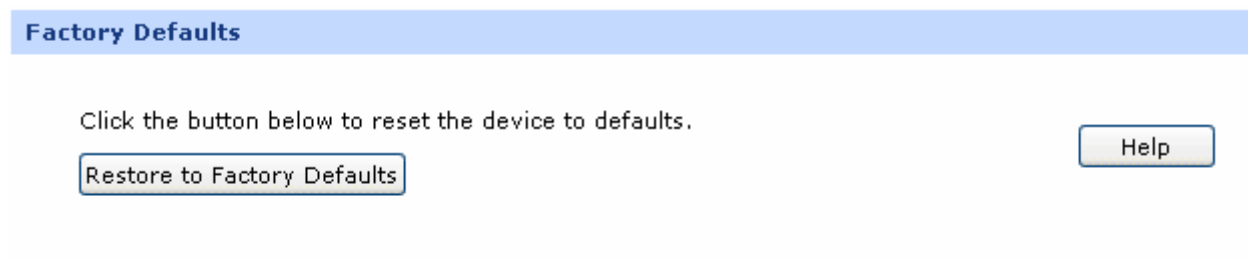 Factory Defaults
Click the button below to reset the device to defaults.
Help
Restore to Factory Defaults